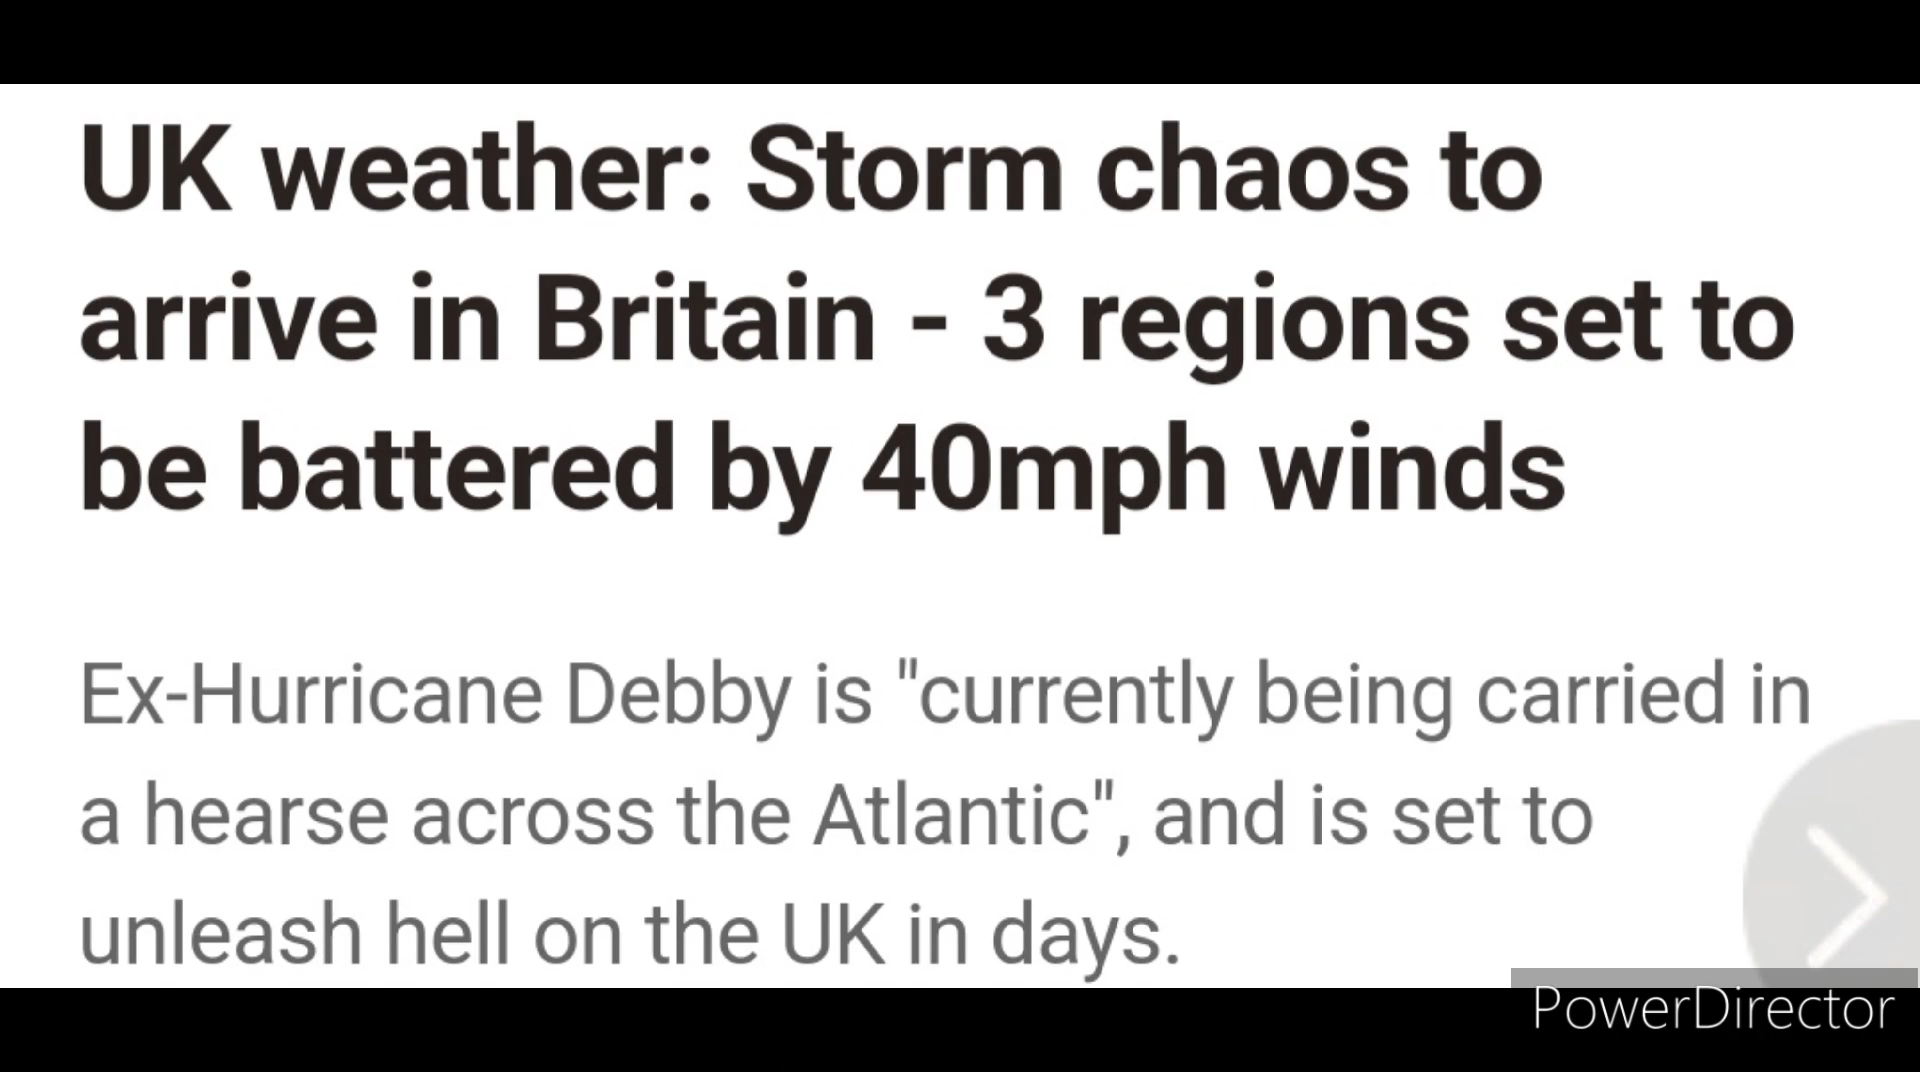 UK weather: Storm chaos to
arrive in Britain - 3 regions set to
be battered by 40mph winds
Ex-Hurricane Debby is "currently being carried in
a hearse across the Atlantic", and is set to
unleash hell on the UK in days.
PowerDirector